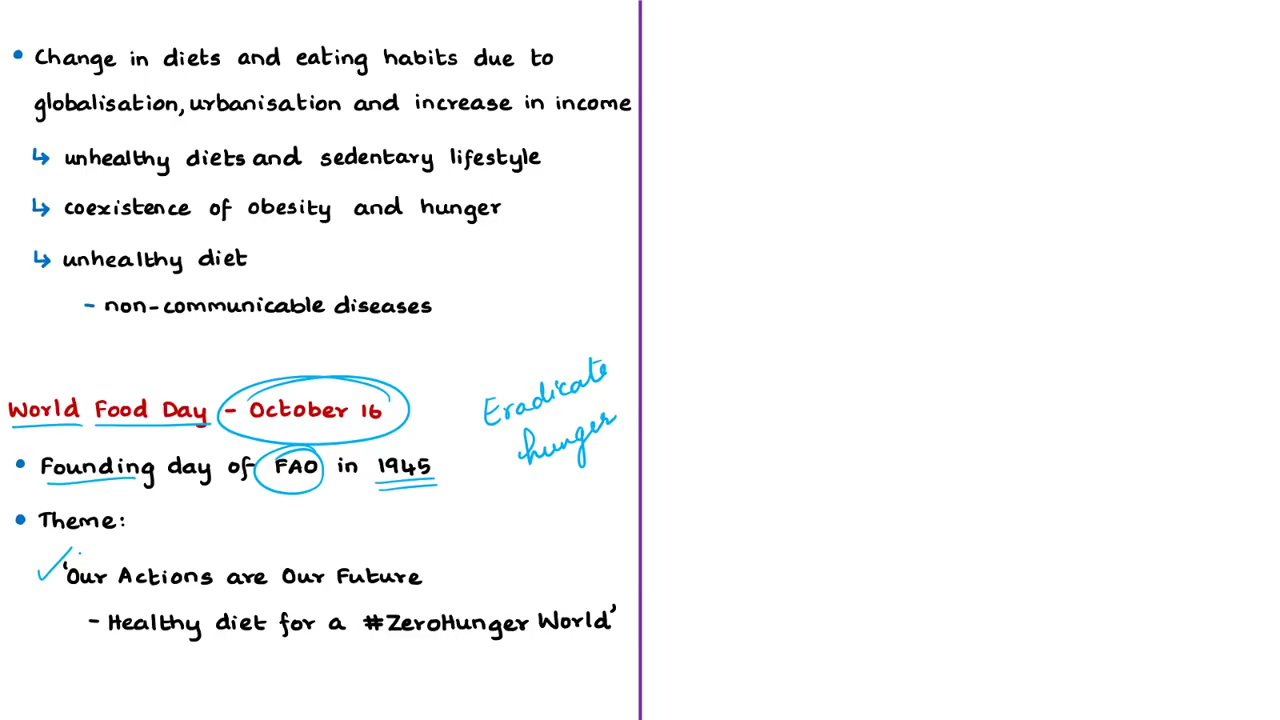 • Change in diets and eating habits due to
globalisation, urbanisation and increase in income
↳ unhealthy diets and sedentary lifestyle
↳ coexistence of obesity and hunger
↳ unhealthy diet
- non-communicable diseases
World Food Day - October 16
Eradicate
hunger
• Founding day of FAO in 1945
• Theme:
'Our Actions are Our Future
- Healthy diet for a #ZeroHunger World'